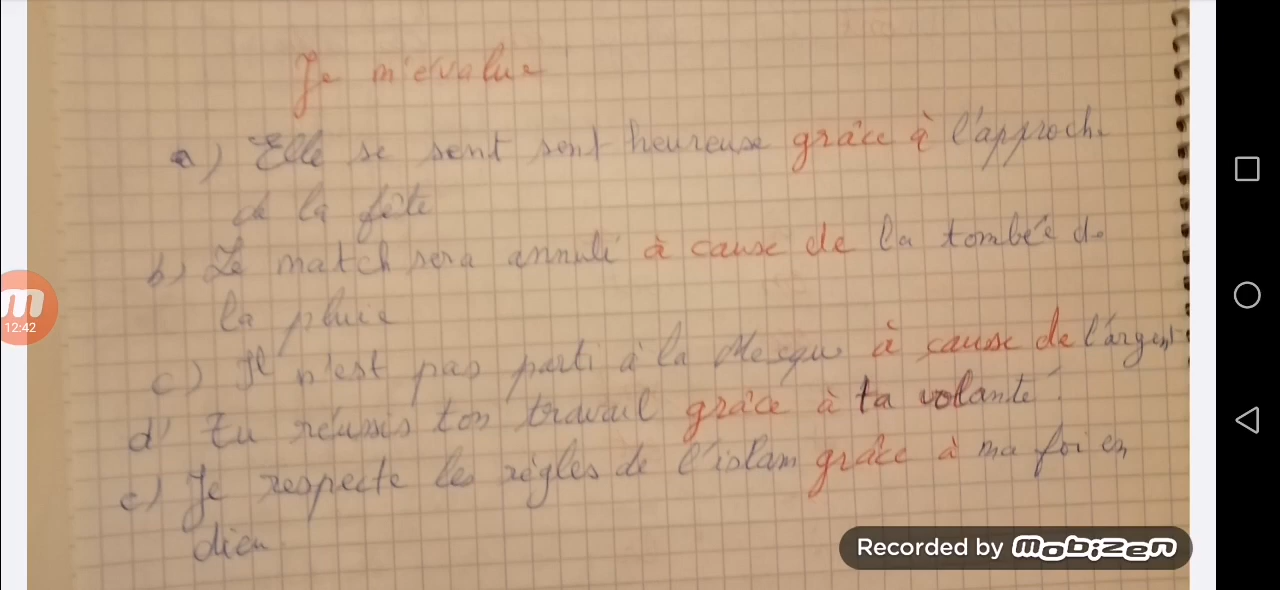 Je m'evalue
a) Elle se sent sent heureuse grâce à l'approche
de la fête
b) Le match sera annulé à cause de la tombée de
la pluie
c) Il n'est pas parti à la Mecque à cause de l'argent
d) tu réussis ton travail grâce à ta volanté
e) Je respecte les règles de l'islam grâce à ma foi en
dieu
12:42
Recorded by mobizen